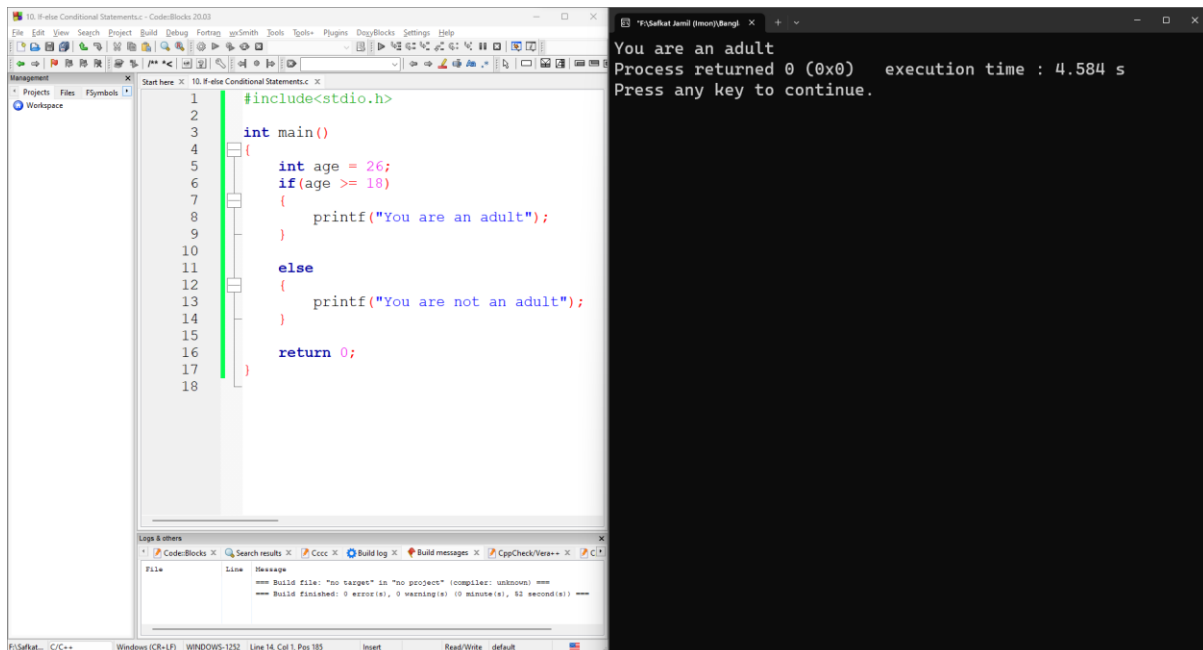 10. If-else Conditional Statements.c - Code::Blocks 20.03
File Edit View Search Project Build Debug Fortran wxSmith Tools Tools+ Plugins DoxyBlocks Settings Help
Management
Projects Files FSymbols
Workspace
Start here 10. If-else Conditional Statements.c
1 #include<stdio.h>
2
3 int main()
4 {
5 int age = 26;
6 if(age >= 18)
7 {
8 printf("You are an adult");
9 }
10
11 else
12 {
13 printf("You are not an adult");
14 }
15
16 return 0;
17 }
18
Logs & others
Code::Blocks Search results Cccc Build log Build messages CppCheck/Vera++ C
File Line Message
=== Build file: "no target" in "no project" (compiler: unknown) ===
=== Build finished: 0 error(s), 0 warning(s) (0 minute(s), 52 second(s)) ===
F:\Safkat... C/C++ Windows (CR+LF) WINDOWS-1252 Line 14, Col 1, Pos 185 Insert Read/Write default
"F:\Safkat Jamil (Imon)\Bangl
You are an adult
Process returned 0 (0x0) execution time : 4.584 s
Press any key to continue.